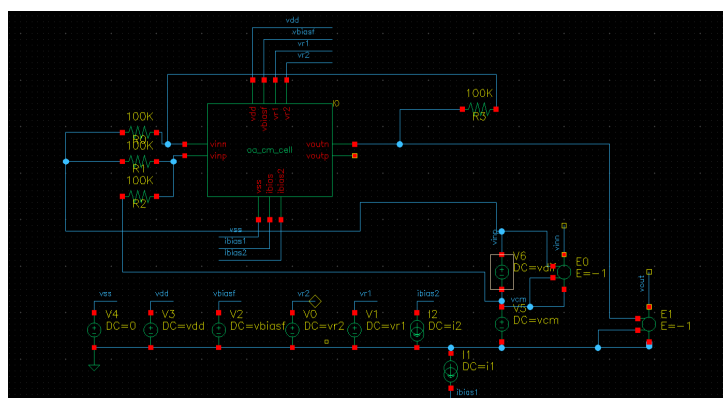 vdd
vbiasf
vr1
vr2
100K
R3
100K
R0
100K
R1
100K
R2
I0
vdd
vbiasf
vr1
vr2
vinn
vinp
oa_cm_cell
voutn
voutp
vss
ibias1
ibias2
vss
ibias1
ibias2
vinp
vinn
V6
E0
E=-1
vcm
vout
V5
DC=vcm
E1
E=-1
vss
V4
DC=0
vdd
V3
DC=vdd
vbiasf
V2
DC=vbiasf
vr2
V0
DC=vr2
vr1
V1
DC=vr1
ibias2
I2
DC=i2
I1
DC=i1
ibias1